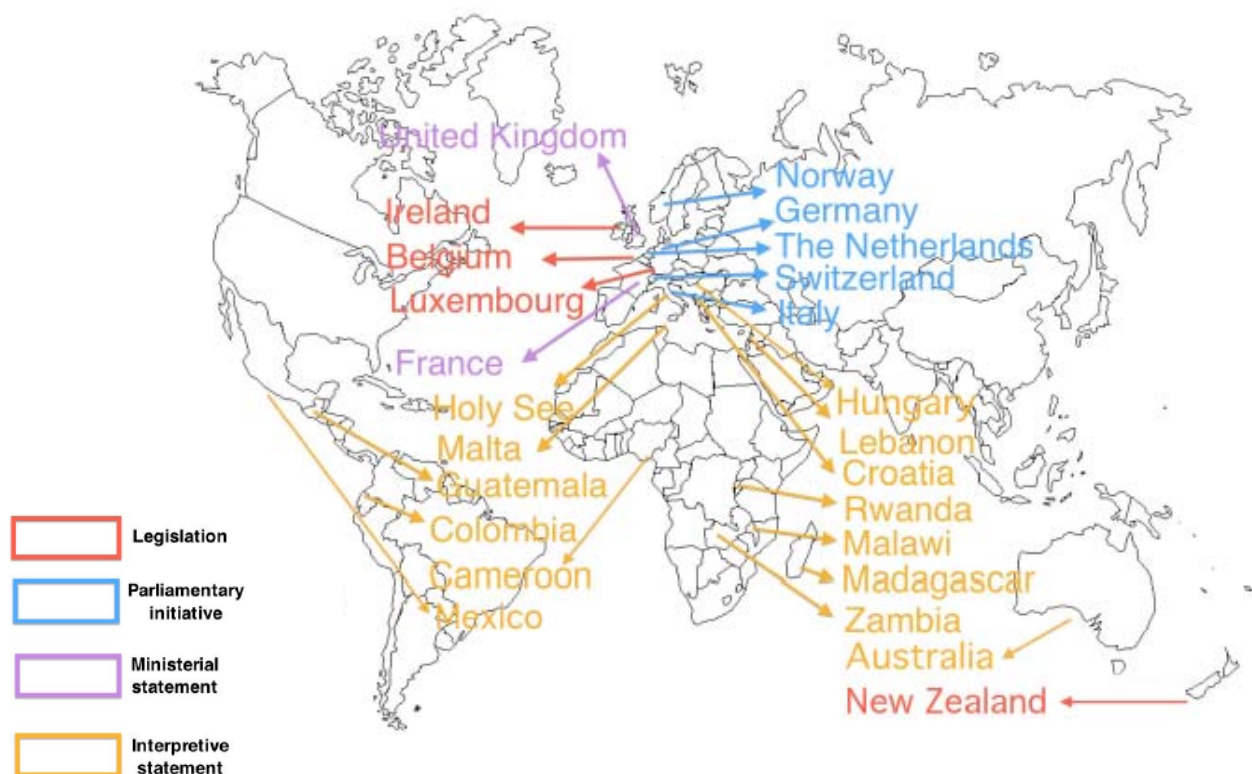 United Kingdom
Norway
Ireland
Germany
Belgium
The Netherlands
Luxembourg
Switzerland
Italy
France
Holy See
Hungary
Malta
Lebanon
Guatemala
Croatia
Colombia
Rwanda
Cameroon
Malawi
Mexico
Madagascar
Zambia
Australia
New Zealand
Legislation
Parliamentary
initiative
Ministerial
statement
Interpretive
statement